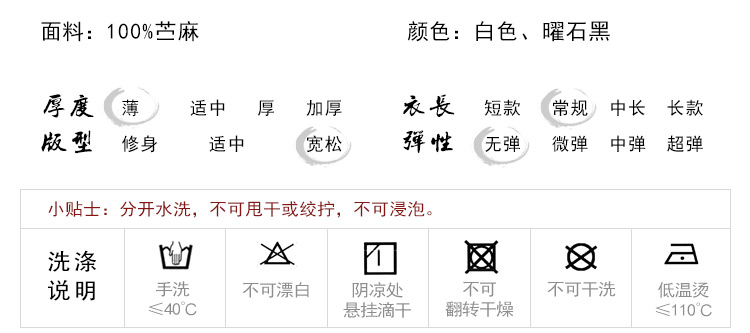 面料：100%苎麻
颜色：白色、曜石黑
厚度 薄 适中 厚 加厚
衣長 短款 常规 中长 长款
版型 修身 适中 宽松
弹性 无弹 微弹 中弹 超弹
小贴士：分开水洗，不可甩干或绞拧，不可浸泡。
洗涤
说明
手洗
≤40℃
不可漂白
阴凉处
悬挂滴干
不可
翻转干燥
不可干洗
低温烫
≤110℃